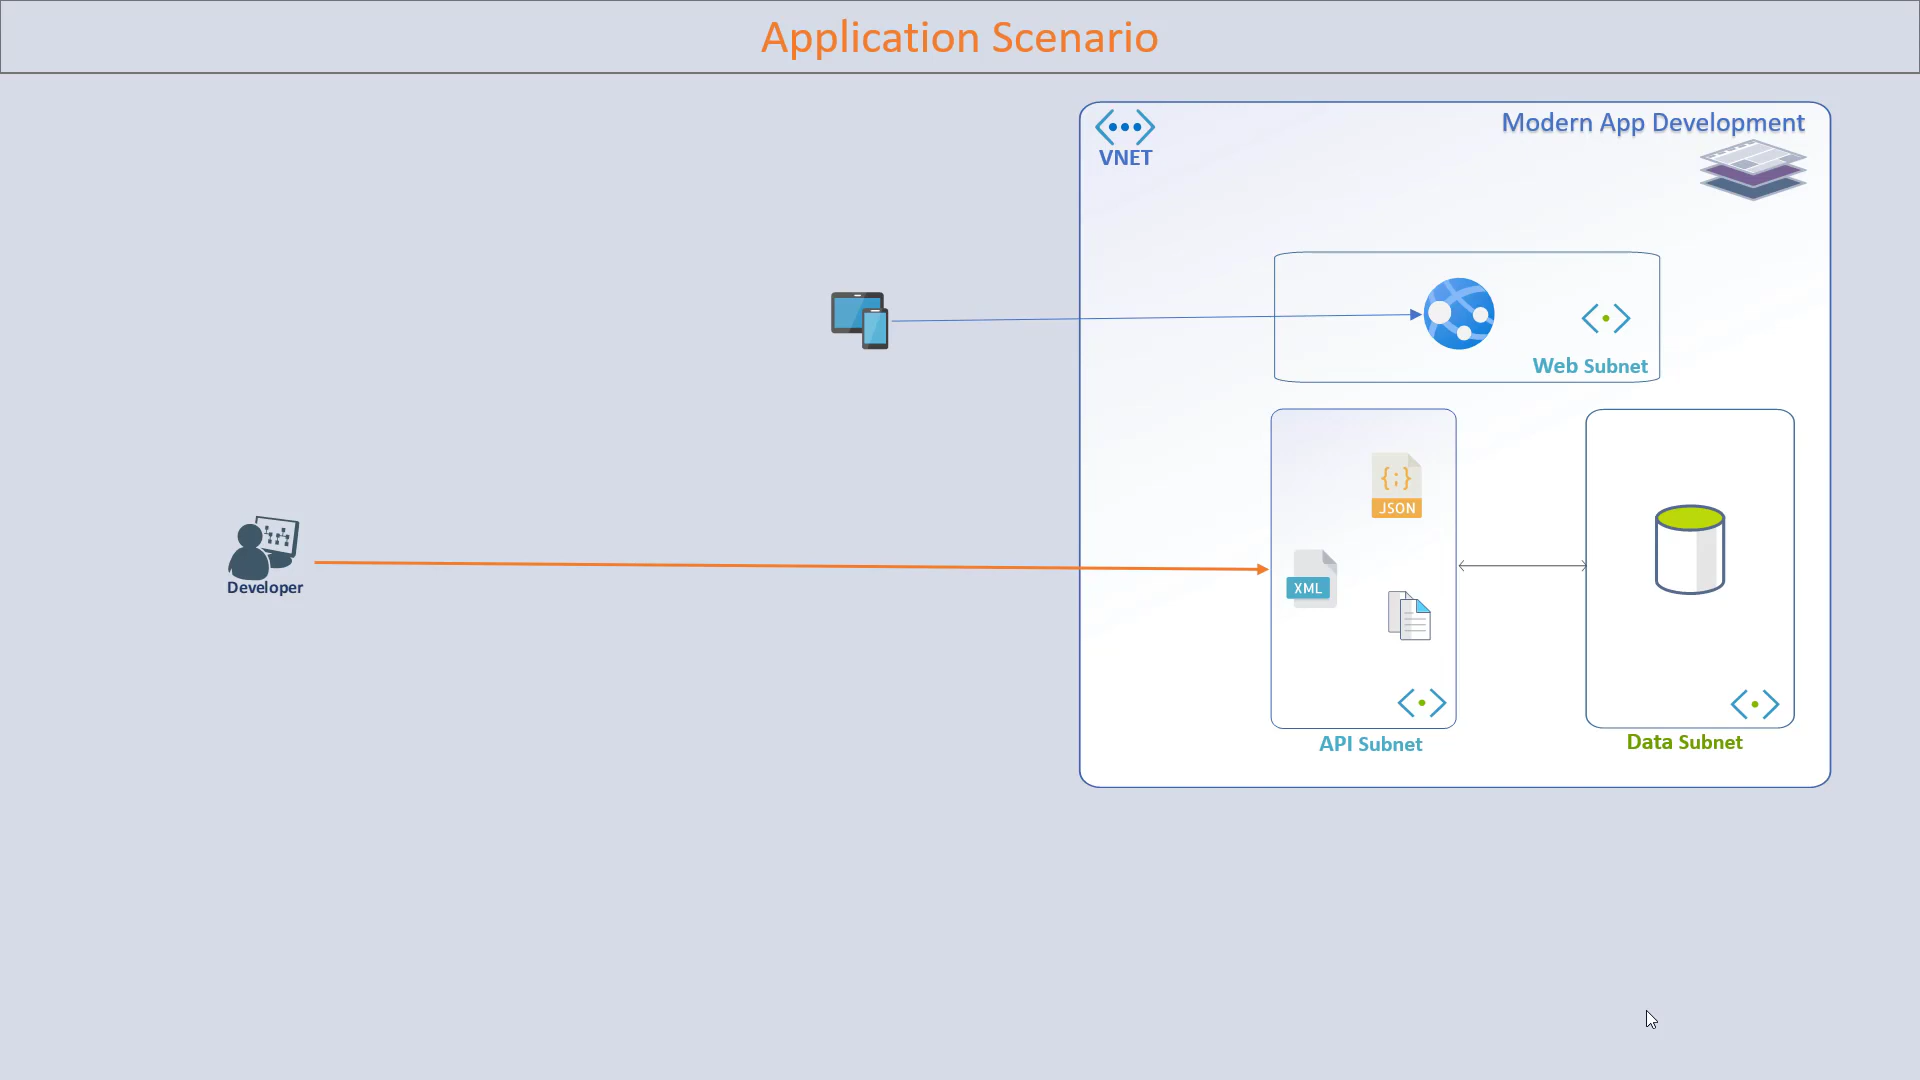 Application Scenario
VNET
Modern App Development
Web Subnet
{;}
JSON
Developer
XML
API Subnet
Data Subnet